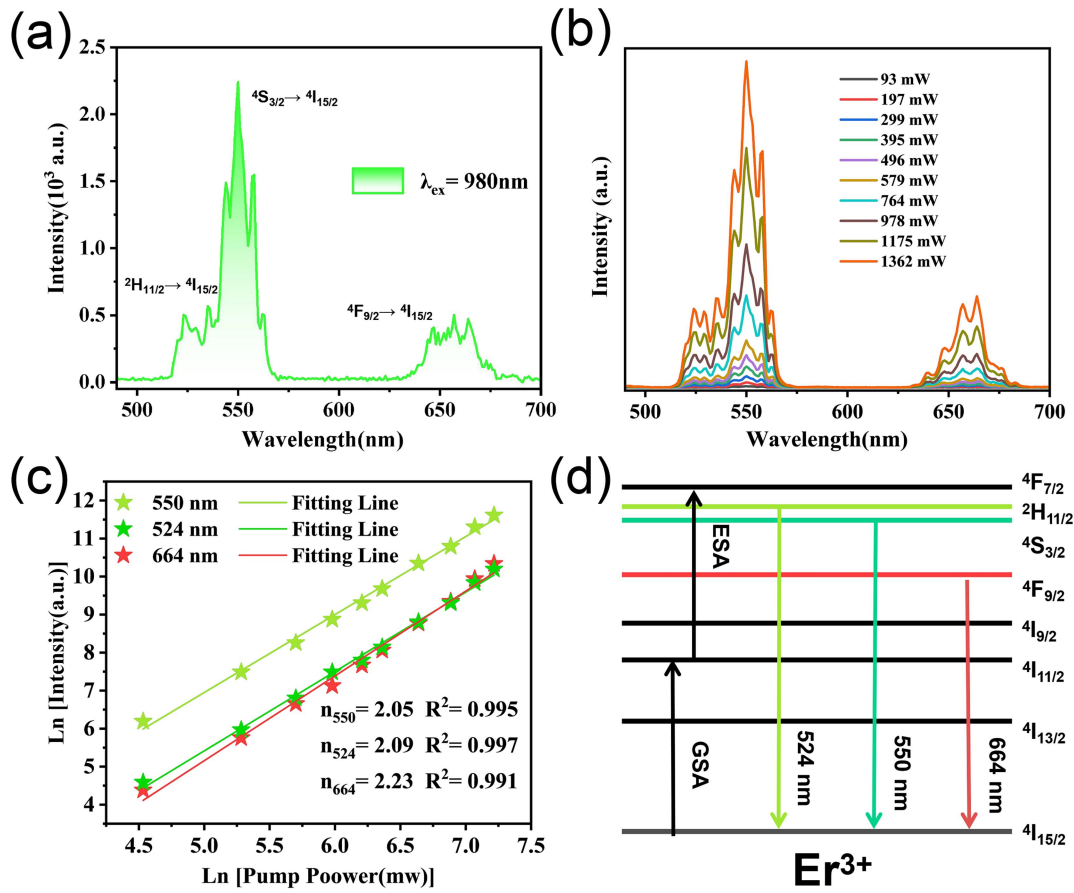 (a)
2.5
2.0
1.5
1.0
0.5
0.0
Intensity(10³ a.u.)
⁴S₃/₂→ ⁴I₁₅/₂
λₑₓ= 980nm
²H₁₁/₂→ ⁴I₁₅/₂
⁴F₉/₂→ ⁴I₁₅/₂
500 550 600 650 700
Wavelength(nm)
(b)
Intensity (a.u.)
93 mW
197 mW
299 mW
395 mW
496 mW
579 mW
764 mW
978 mW
1175 mW
1362 mW
500 550 600 650 700
Wavelength(nm)
(c)
12
11
10
9
8
7
6
5
4
Ln [Intensity(a.u.)]
550 nm Fitting Line
524 nm Fitting Line
664 nm Fitting Line
n₅₅₀= 2.05 R²= 0.995
n₅₂₄= 2.09 R²= 0.997
n₆₆₄= 2.23 R²= 0.991
4.5 5.0 5.5 6.0 6.5 7.0 7.5
Ln [Pump Poower(mw)]
(d)
⁴F₇/₂
²H₁₁/₂
⁴S₃/₂
⁴F₉/₂
⁴I₉/₂
⁴I₁₁/₂
⁴I₁₃/₂
⁴I₁₅/₂
ESA
GSA
524 nm
550 nm
664 nm
Er³⁺